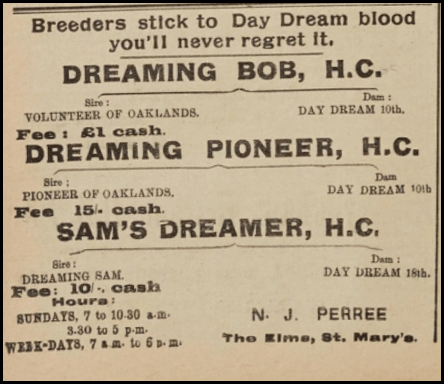 Breeders stick to Day Dream blood
you'll never regret it.
DREAMING BOB, H.C.
Sire : Dam :
VOLUNTEER OF OAKLANDS. DAY DREAM 10th.
Fee : £1 cash.
DREAMING PIONEER, H.C.
Sire : Dam
PIONEER OF OAKLANDS. DAY DREAM 10th
Fee 15/- cash.
SAM'S DREAMER, H.C.
Sire : Dam :
DREAMING SAM. DAY DREAM 18th.
Fee: 10/-, cash
Hours :
SUNDAYS, 7 to 10.30 a.m.
3.30 to 5 p.m.
WEEK-DAYS, 7 a.m. to 6 p.m.
N. J. PERREE
The Elms, St. Mary's.